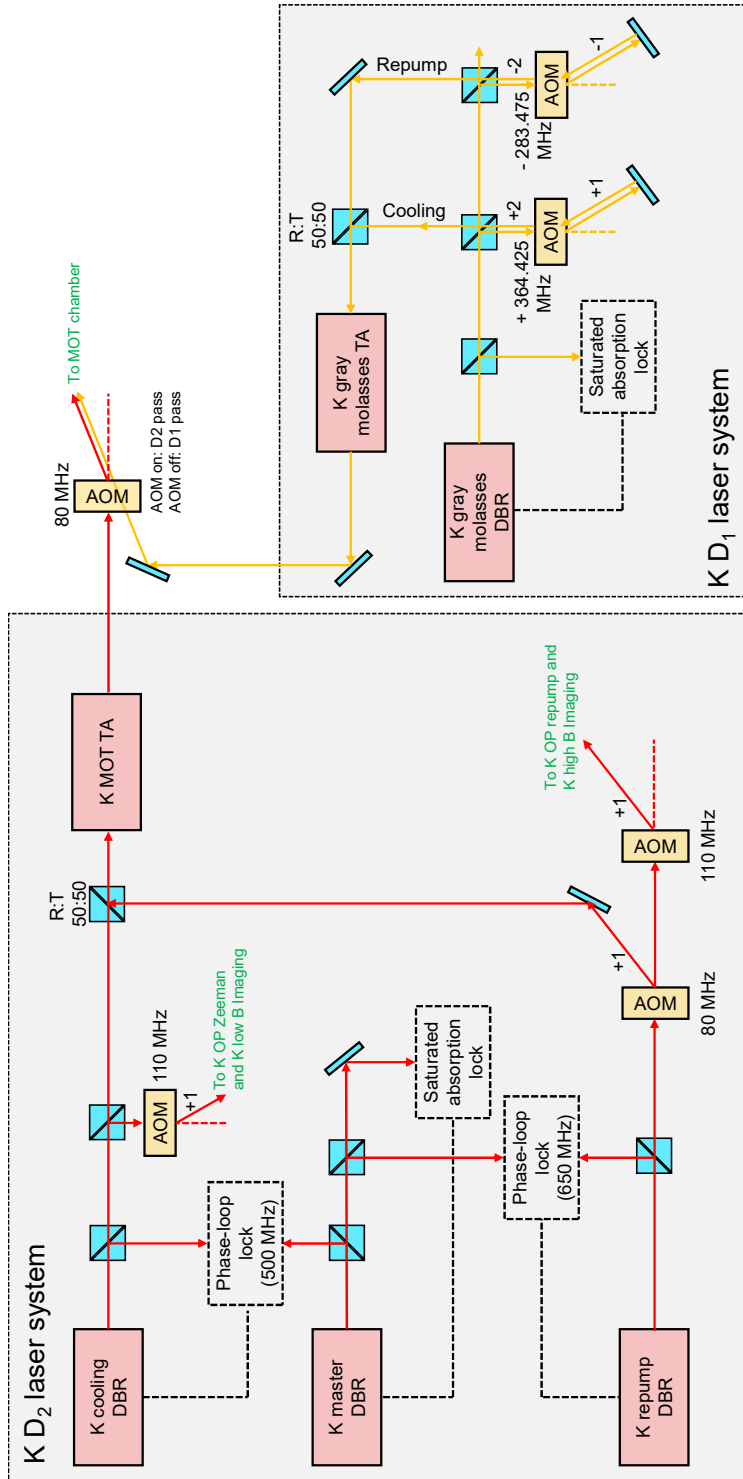 K D2 laser system
K cooling
DBR
Phase-loop
lock
(500 MHz)
AOM
110 MHz
+1
To K OP Zeeman
and K low B Imaging
R:T
50:50
K MOT TA
K master
DBR
Saturated
absorption
lock
Phase-loop
lock
(650 MHz)
K repump
DBR
AOM
80 MHz
+1
AOM
110 MHz
+1
To K OP repump and
K high B Imaging
80 MHz
AOM
AOM on: D2 pass
AOM off: D1 pass
To MOT chamber
K D1 laser system
K gray
molasses TA
R:T
50:50
Cooling
Repump
K gray
molasses
DBR
Saturated
absorption
lock
+ 364.425
MHz
+2
AOM
+1
- 283.475
MHz
-2
AOM
-1